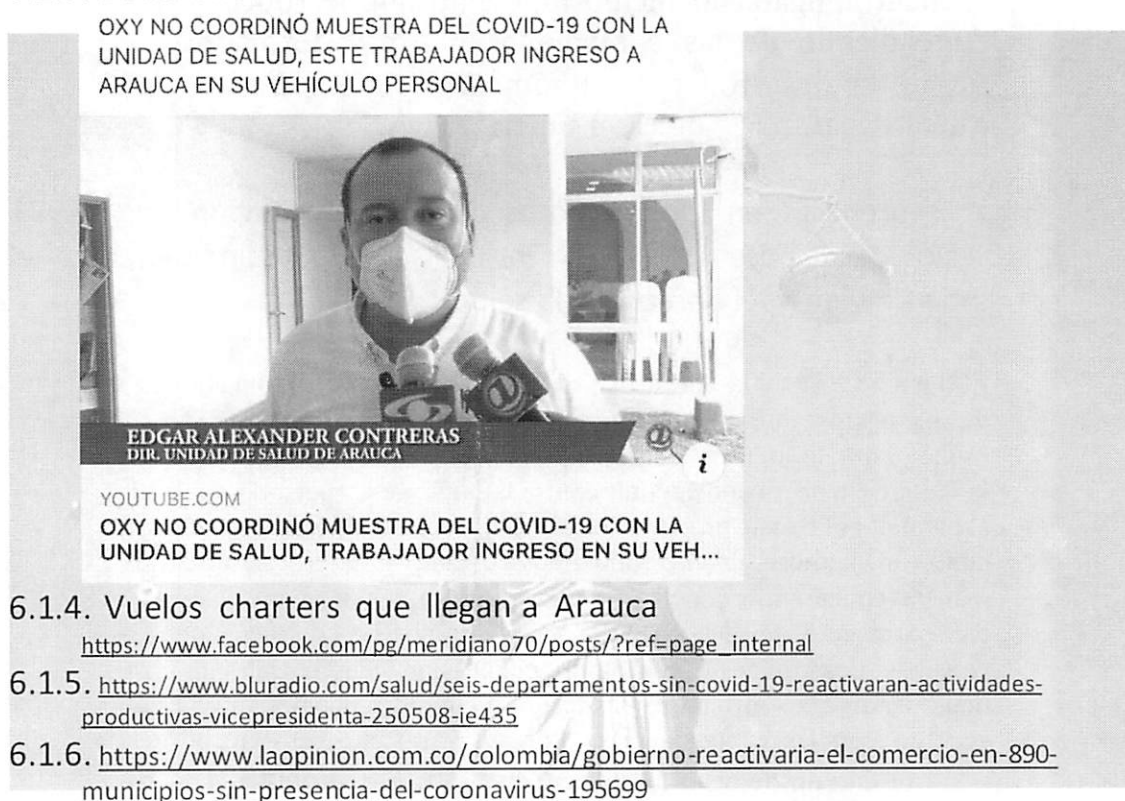 OXY NO COORDINÓ MUESTRA DEL COVID-19 CON LA
UNIDAD DE SALUD, ESTE TRABAJADOR INGRESO A
ARAUCA EN SU VEHÍCULO PERSONAL
EDGAR ALEXANDER CONTRERAS
DIR. UNIDAD DE SALUD DE ARAUCA
@
@
i
YOUTUBE.COM
OXY NO COORDINÓ MUESTRA DEL COVID-19 CON LA
UNIDAD DE SALUD, TRABAJADOR INGRESO EN SU VEH...
6.1.4. Vuelos charters que llegan a Arauca
https://www.facebook.com/pg/meridiano70/posts/?ref=page_internal
6.1.5. https://www.bluradio.com/salud/seis-departamentos-sin-covid-19-reactivaran-actividades-
productivas-vicepresidenta-250508-ie435
6.1.6. https://www.laopinion.com.co/colombia/gobierno-reactivaria-el-comercio-en-890-
municipios-sin-presencia-del-coronavirus-195699